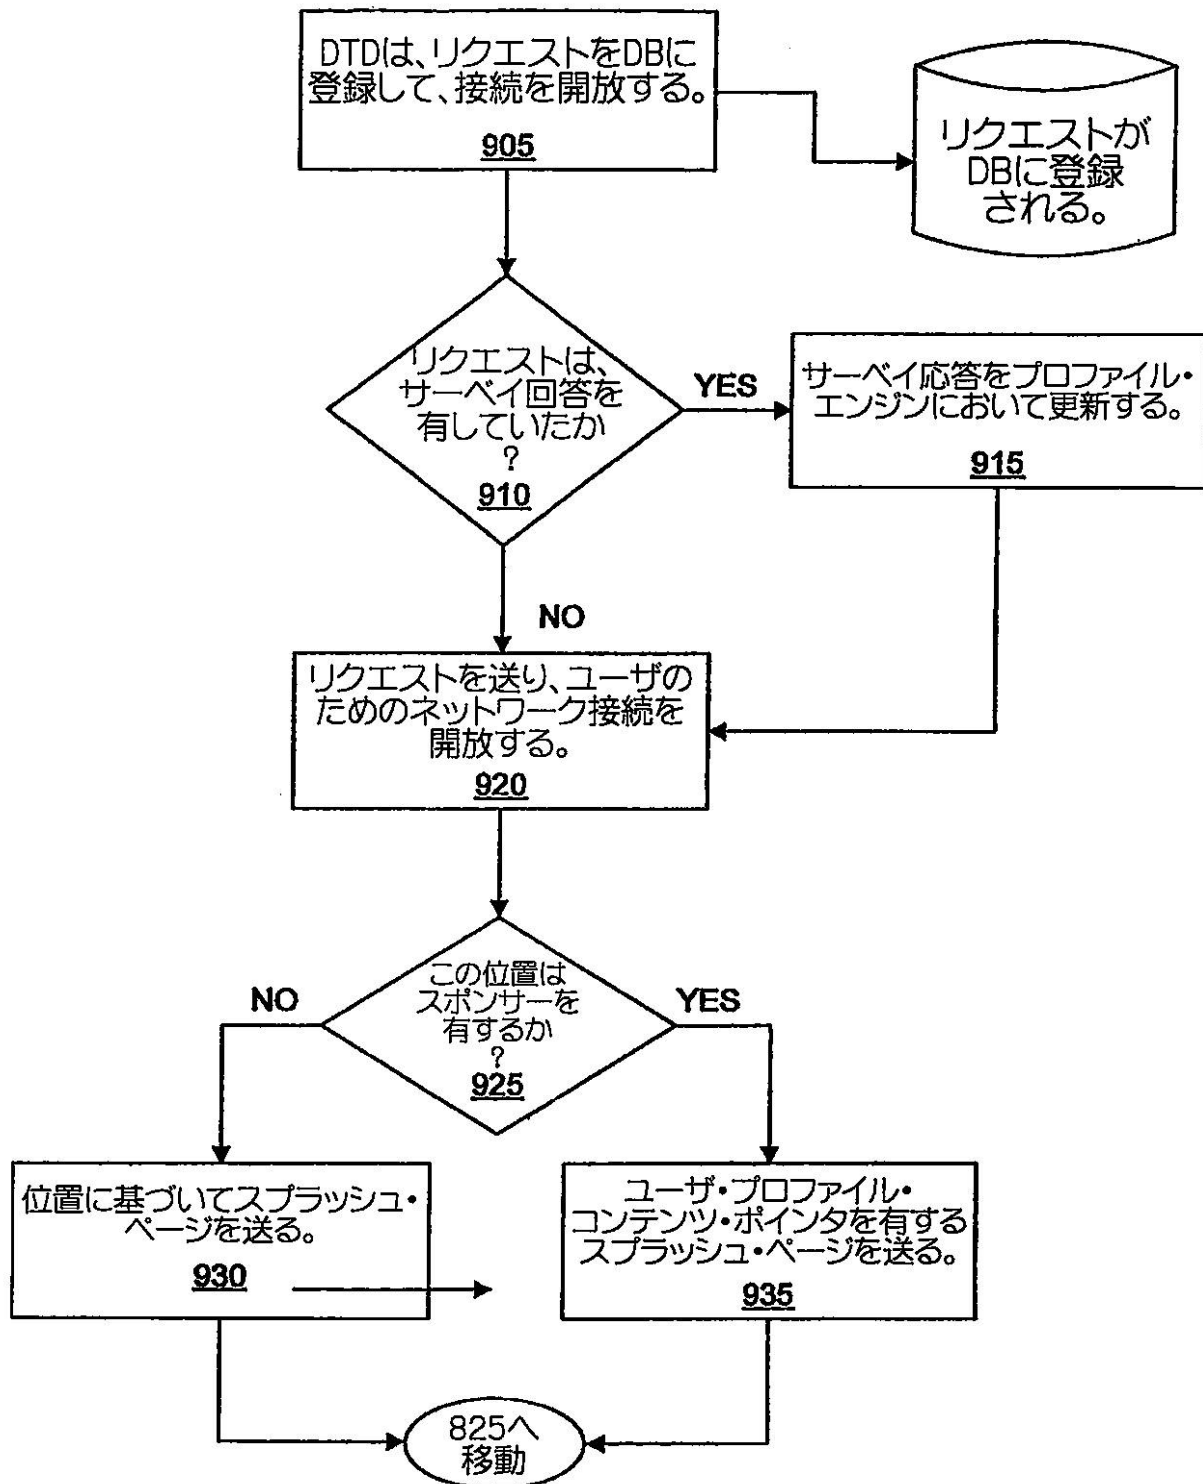 DTDは、リクエストをDBに
登録して、接続を開放する。
905
リクエストが
DBに登録
される。
リクエストは、
サーベイ回答を
有していたか
?
910
YES
サーベイ応答をプロファイル・
エンジンにおいて更新する。
915
NO
リクエストを送り、ユーザの
ためのネットワーク接続を
開放する。
920
この位置は
スポンサーを
有するか
?
925
NO
YES
位置に基づいてスプラッシュ・
ページを送る。
930
ユーザ・プロファイル・
コンテンツ・ポインタを有する
スプラッシュ・ページを送る。
935
825へ
移動